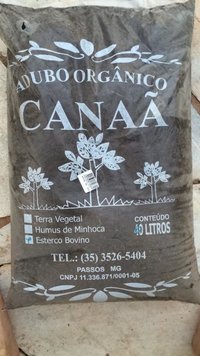 ADUBO ORGÂNICO
CANAÃ
Terra Vegetal
Humus de Minhoca
Esterco Bovino
CONTEÚDO
40 LITROS
TEL.: (35) 3526-5404
PASSOS MG
CNPJ 11.336.871/0001-05